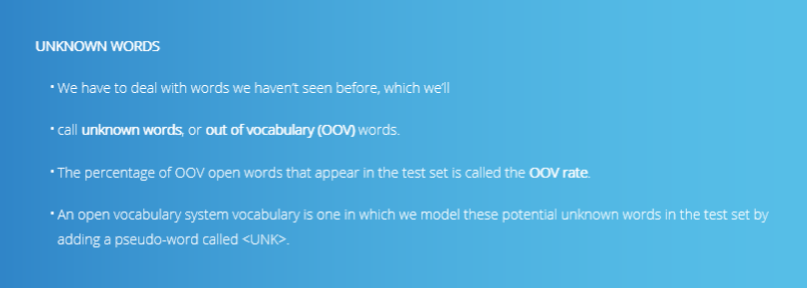 UNKNOWN WORDS
• We have to deal with words we haven't seen before, which we'll
• call unknown words, or out of vocabulary (OOV) words.
• The percentage of OOV open words that appear in the test set is called the OOV rate.
• An open vocabulary system vocabulary is one in which we model these potential unknown words in the test set by
adding a pseudo-word called <UNK>.